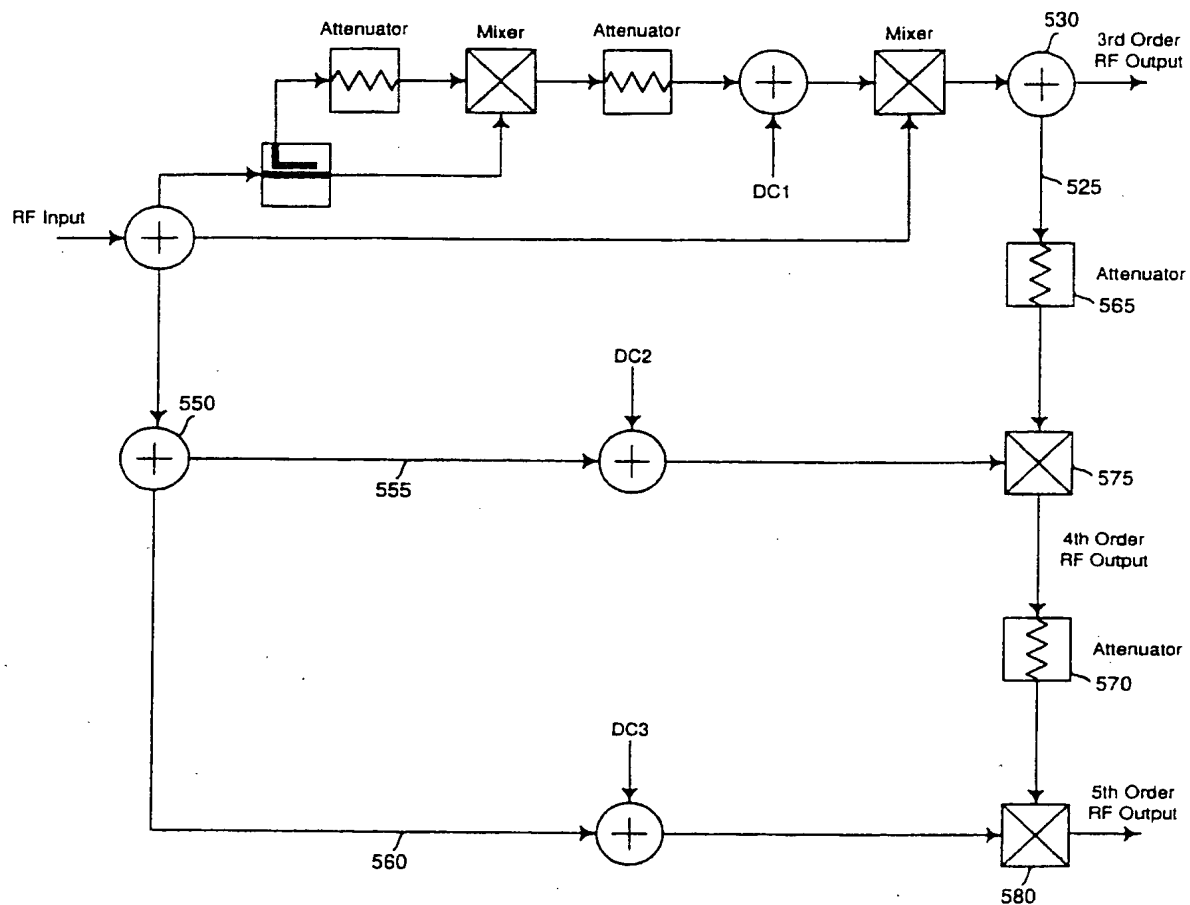 Attenuator
Mixer
Attenuator
Mixer
530
3rd Order
RF Output
DC1
525
RF Input
Attenuator
565
DC2
550
555
575
4th Order
RF Output
Attenuator
570
DC3
5th Order
RF Output
560
580